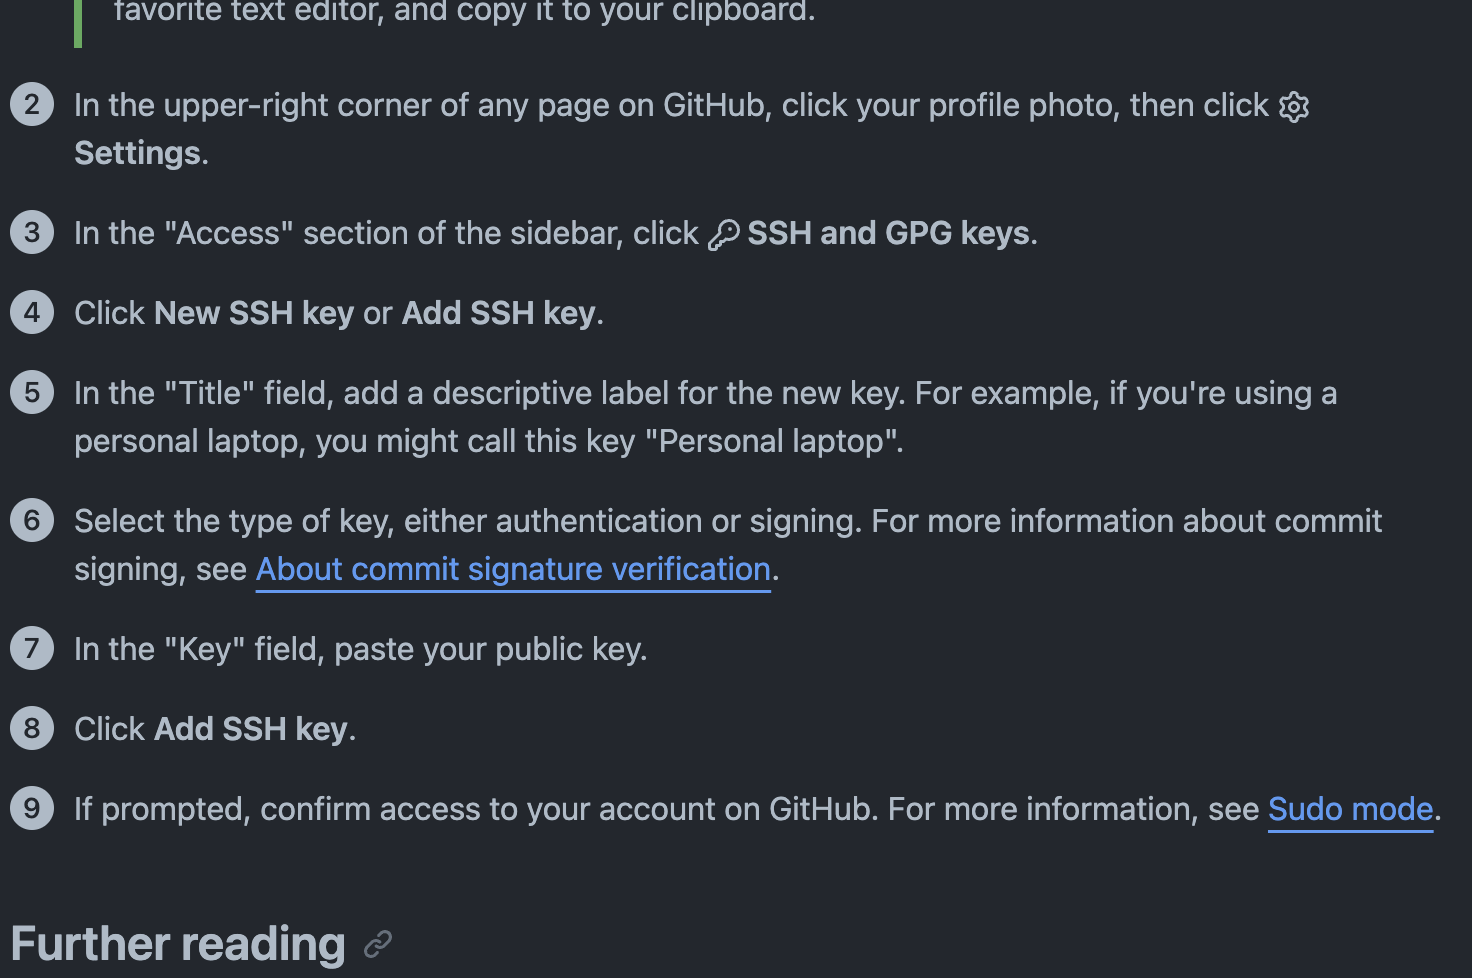 favorite text editor, and copy it to your clipboard.
2 In the upper-right corner of any page on GitHub, click your profile photo, then click
Settings.
3 In the "Access" section of the sidebar, click SSH and GPG keys.
4 Click New SSH key or Add SSH key.
5 In the "Title" field, add a descriptive label for the new key. For example, if you're using a
personal laptop, you might call this key "Personal laptop".
6 Select the type of key, either authentication or signing. For more information about commit
signing, see About commit signature verification.
7 In the "Key" field, paste your public key.
8 Click Add SSH key.
9 If prompted, confirm access to your account on GitHub. For more information, see Sudo mode.
Further reading